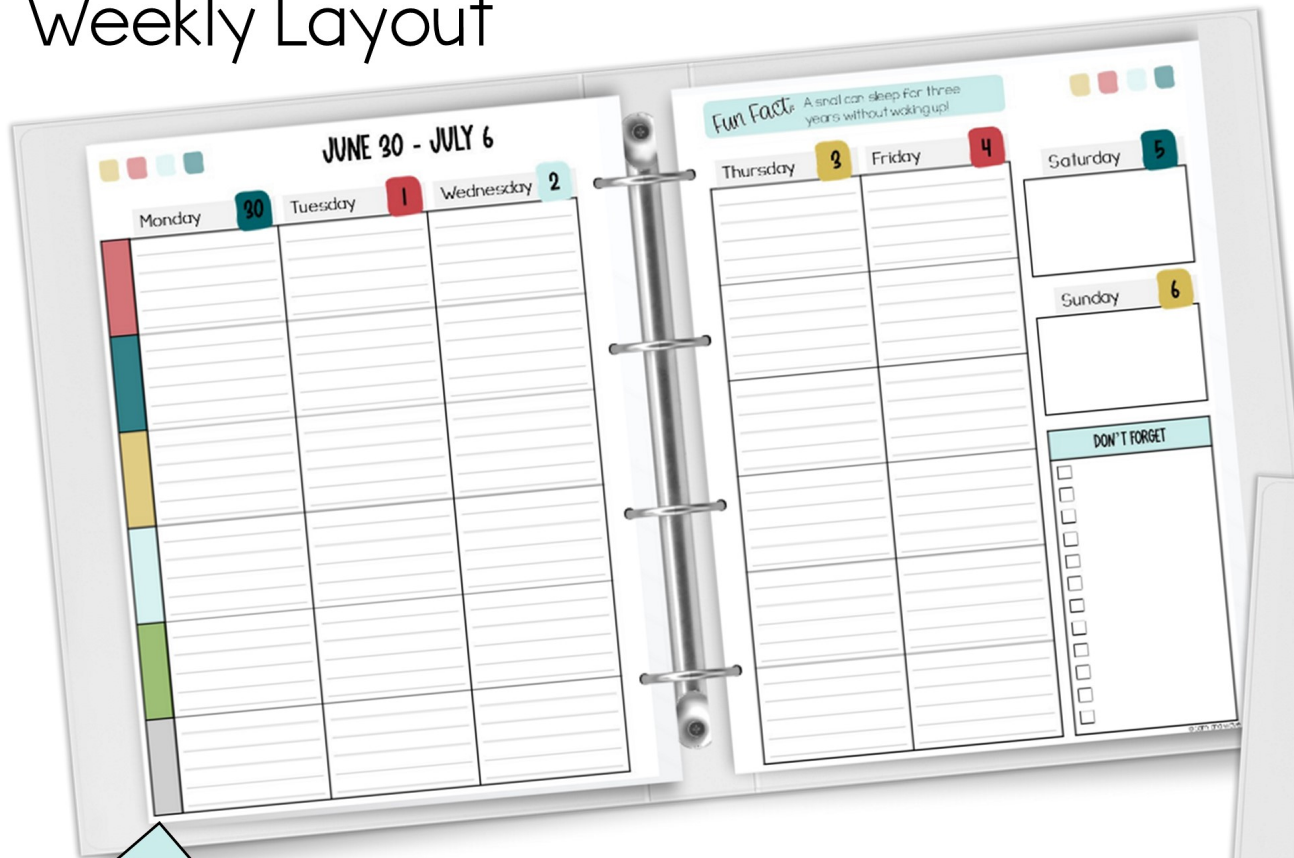 Weekly Layout
JUNE 30 - JULY 6
Monday 30
Tuesday 1
Wednesday 2
Fun Fact: A snail can sleep for three
years without waking up!
Thursday 3
Friday 4
Saturday 5
Sunday 6
DON'T FORGET